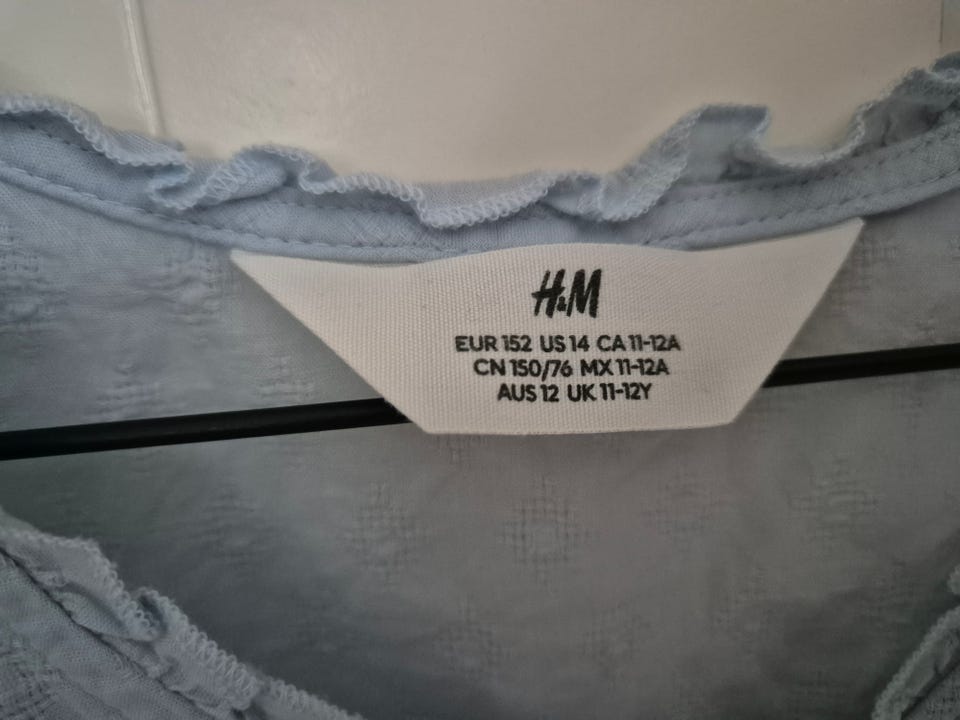 H&M
EUR 152 US 14 CA 11-12A
CN 150/76 MX 11-12A
AUS 12 UK 11-12Y